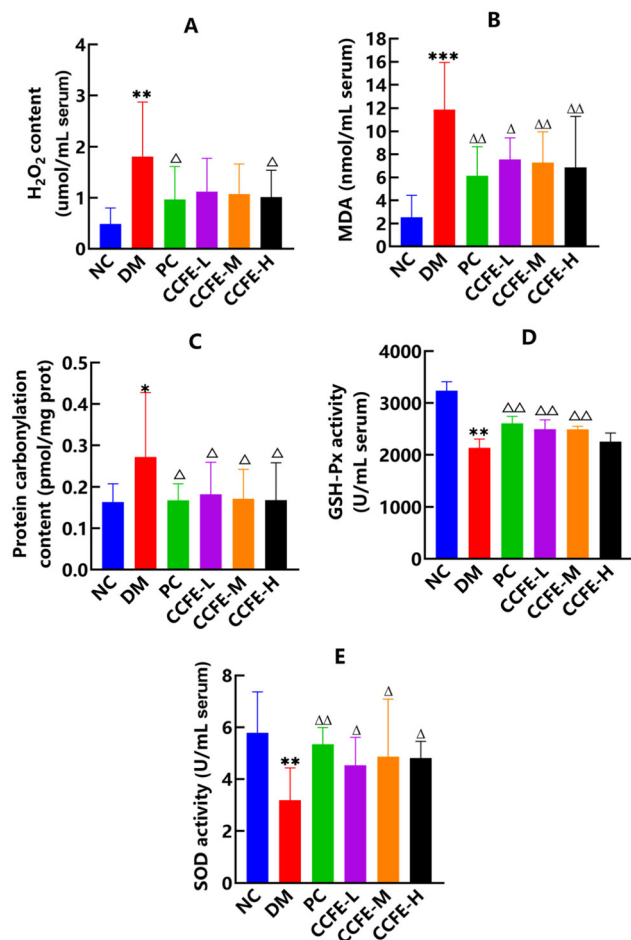 A
H2O2 content
(umol/mL serum)
4
3
2
1
0
**
△
△
NC
DM
PC
CCFE-L
CCFE-M
CCFE-H
B
MDA (nmol/mL serum)
18
16
14
12
10
8
6
4
2
0
***
△△
△
△△
△△
NC
DM
PC
CCFE-L
CCFE-M
CCFE-H
C
Protein carbonylation
content (pmol/mg prot)
0.5
0.4
0.3
0.2
0.1
0.0
*
△
△
△
△
NC
DM
PC
CCFE-L
CCFE-M
CCFE-H
D
GSH-Px activity
(U/mL serum)
4000
3000
2000
1000
0
**
△△
△△
△△
NC
DM
PC
CCFE-L
CCFE-M
CCFE-H
E
SOD activity (U/mL serum)
8
6
4
2
0
**
△△
△
△
△
NC
DM
PC
CCFE-L
CCFE-M
CCFE-H